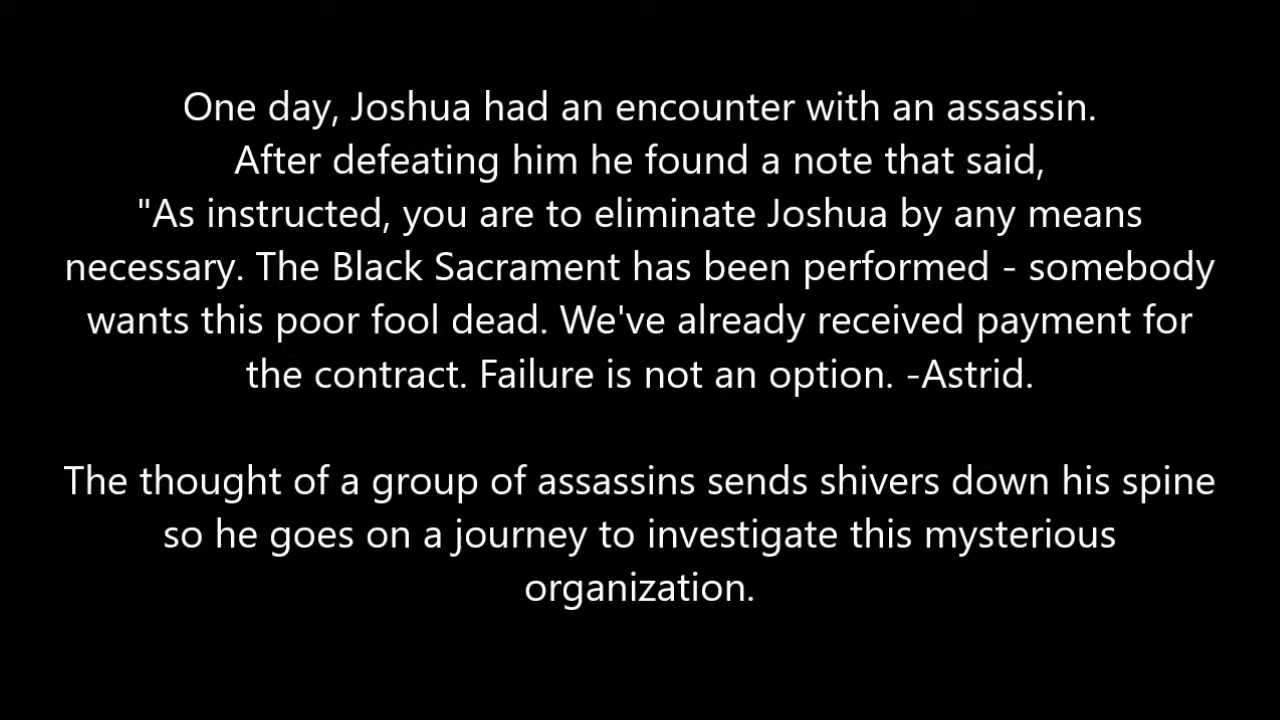 One day, Joshua had an encounter with an assassin.
After defeating him he found a note that said,
"As instructed, you are to eliminate Joshua by any means
necessary. The Black Sacrament has been performed - somebody
wants this poor fool dead. We've already received payment for
the contract. Failure is not an option. -Astrid.
The thought of a group of assassins sends shivers down his spine
so he goes on a journey to investigate this mysterious
organization.